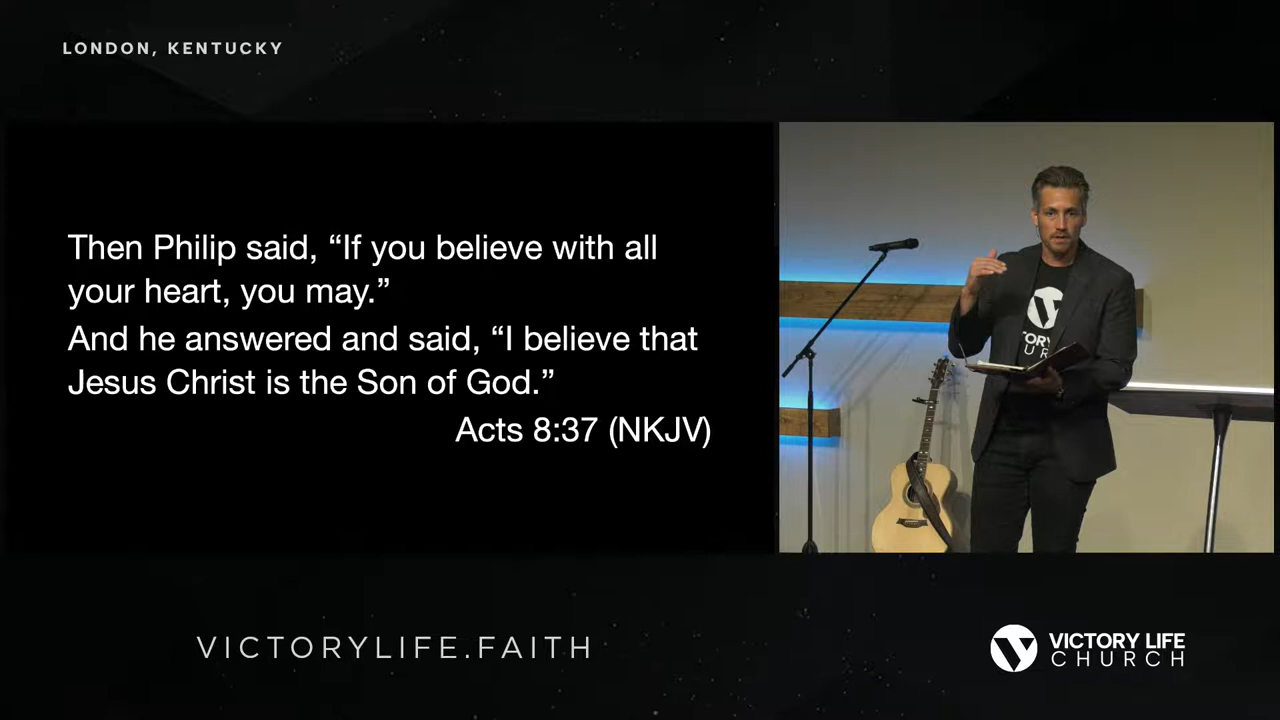 LONDON, KENTUCKY
Then Philip said, “If you believe with all
your heart, you may.”
And he answered and said, “I believe that
Jesus Christ is the Son of God.”
Acts 8:37 (NKJV)
VICTORYLIFE.FAITH
VICTORY LIFE
CHURCH